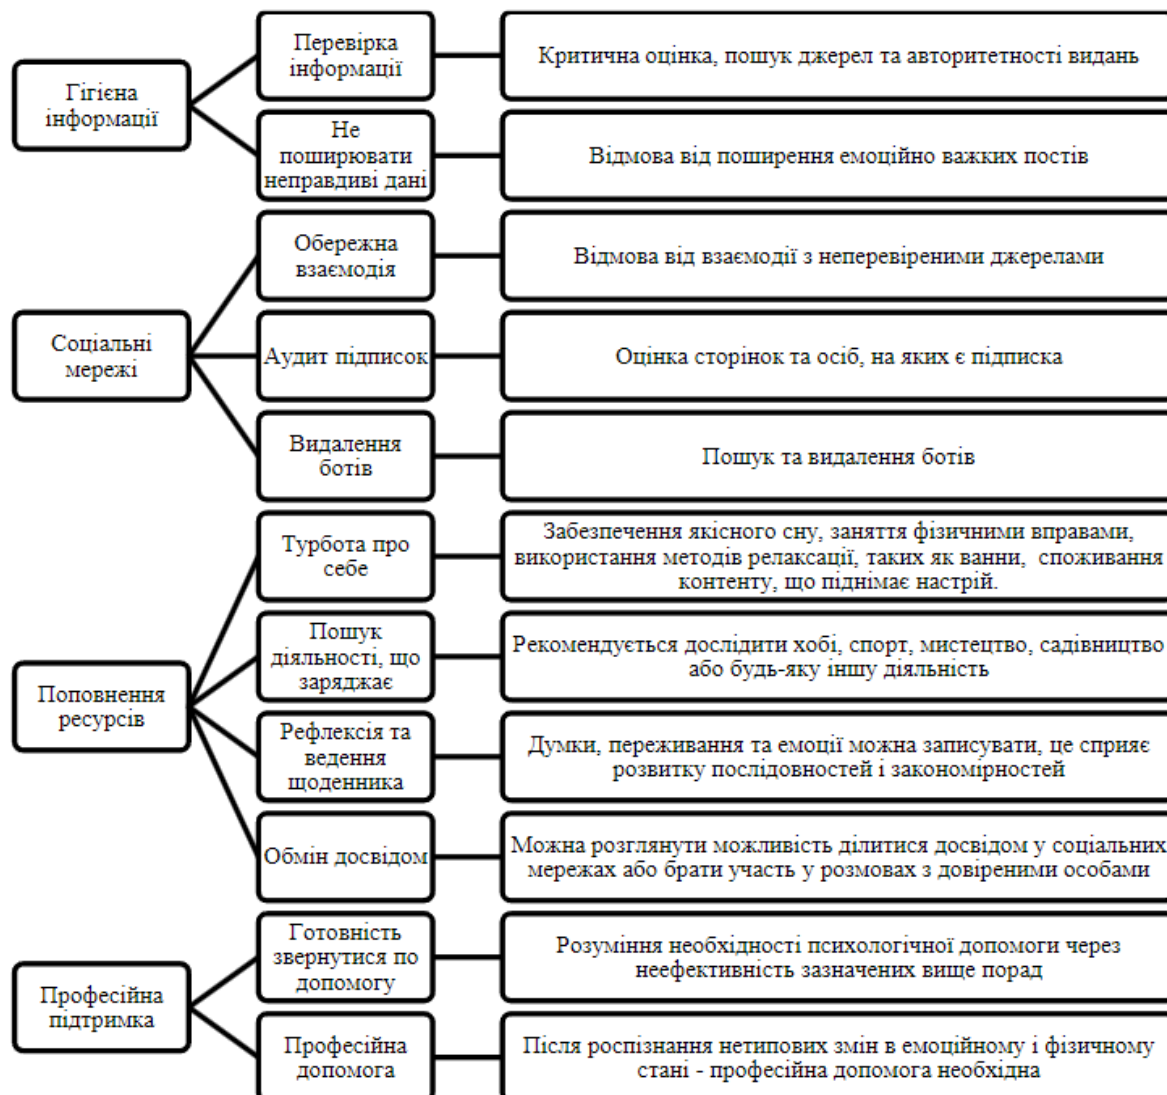 Гігієна
інформації
Перевірка
інформації
Критична оцінка, пошук джерел та авторитетності видань
Не
поширювати
неправдиві дані
Відмова від поширення емоційно важких постів
Соціальні
мережі
Обережна
взаємодія
Відмова від взаємодії з неперевіреними джерелами
Аудит підписок
Оцінка сторінок та осіб, на яких є підписка
Видалення
ботів
Пошук та видалення ботів
Поповнення
ресурсів
Турбота про
себе
Забезпечення якісного сну, заняття фізичними вправами,
використання методів релаксації, таких як ванни, споживання
контенту, що піднімає настрій.
Пошук
діяльності, що
заряджає
Рекомендується дослідити хобі, спорт, мистецтво, садівництво
або будь-яку іншу діяльність
Рефлексія та
ведення
щоденника
Думки, переживання та емоції можна записувати, це сприяє
розвитку послідовностей і закономірностей
Обмін досвідом
Можна розглянути можливість ділитися досвідом у соціальних
мережах або брати участь у розмовах з довіреними особами
Професійна
підтримка
Готовність
звернутися по
допомогу
Розуміння необхідності психологічної допомоги через
неефективність зазначених вище порад
Професійна
допомога
Після роспізнання нетипових змін в емоційному і фізичному
стані - професійна допомога необхідна